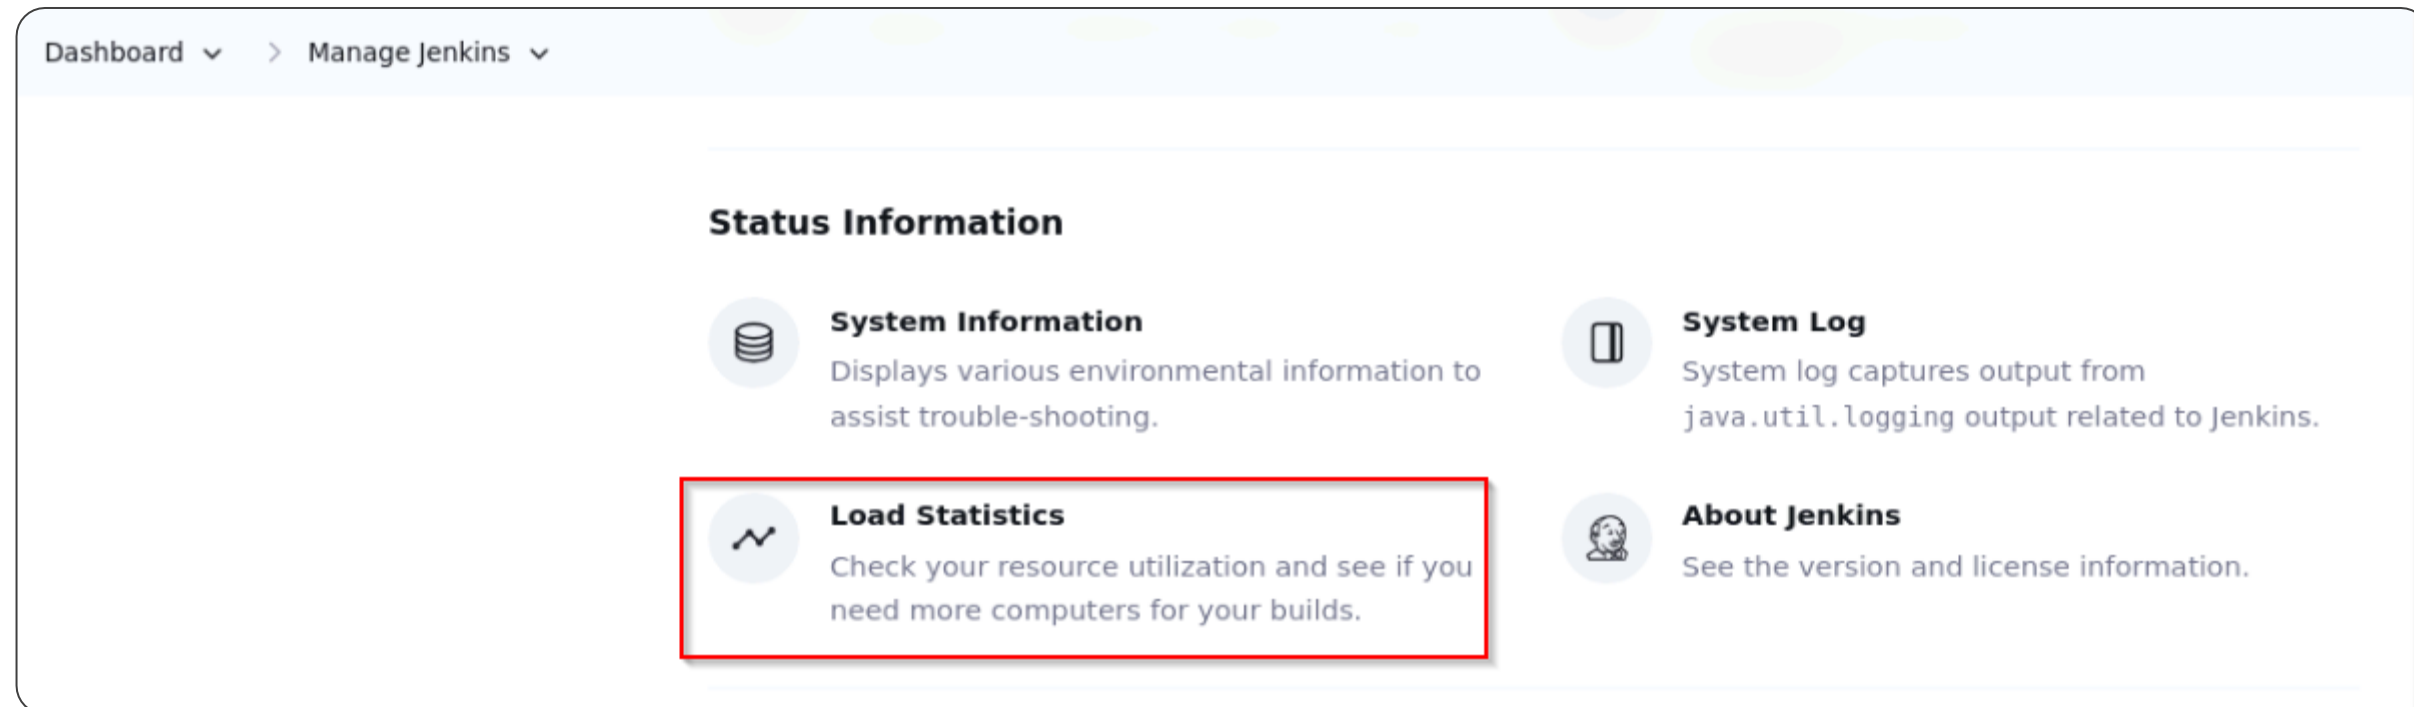 Dashboard
Manage Jenkins
Status Information
System Information
Displays various environmental information to
assist trouble-shooting.
System Log
System log captures output from
java.util.logging output related to Jenkins.
Load Statistics
Check your resource utilization and see if you
need more computers for your builds.
About Jenkins
See the version and license information.